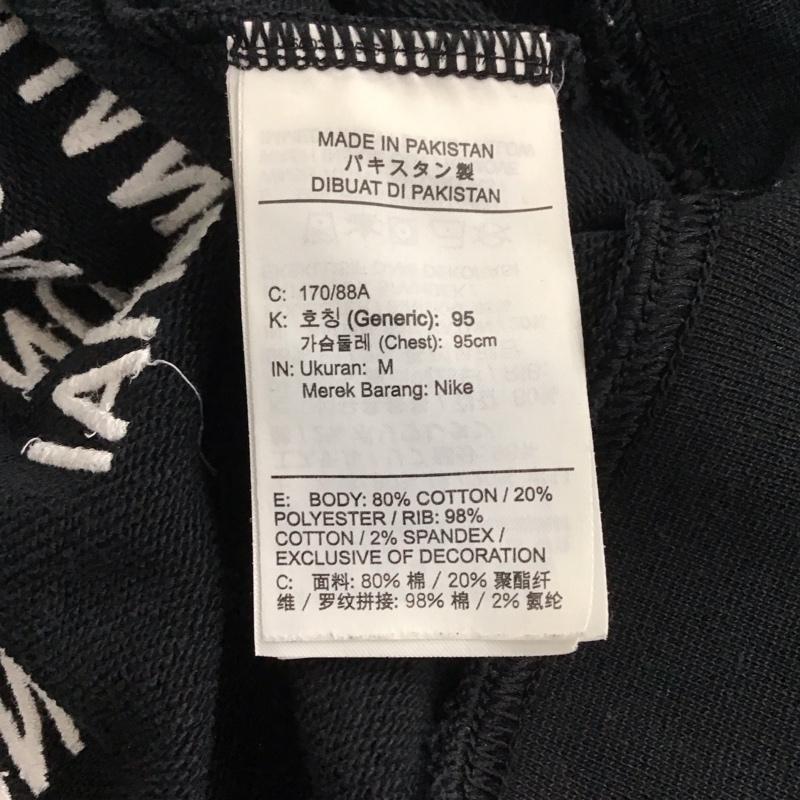 MADE IN PAKISTAN
パキスタン製
DIBUAT DI PAKISTAN
C: 170/88A
K: 호칭 (Generic): 95
가슴둘레 (Chest): 95cm
IN: Ukuran: M
Merek Barang: Nike
E: BODY: 80% COTTON / 20%
POLYESTER / RIB: 98%
COTTON / 2% SPANDEX /
EXCLUSIVE OF DECORATION
C: 面料: 80% 棉 / 20% 聚酯纤
维 / 罗纹拼接: 98% 棉 / 2% 氨纶